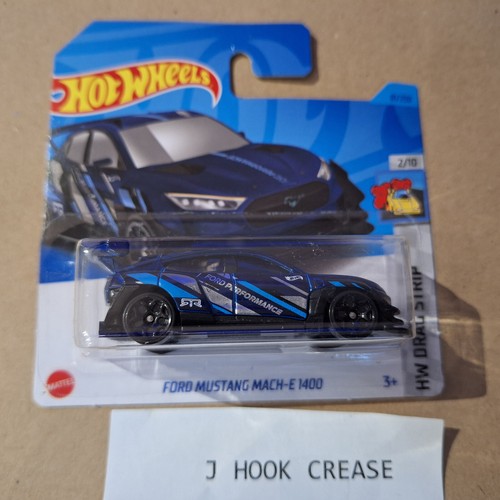 HOT WHEELS
2/10
HW DRAG STRIP
FORD PERFORMANCE
RTR
MATTEL
FORD MUSTANG MACH-E 1400
3+
J HOOK CREASE